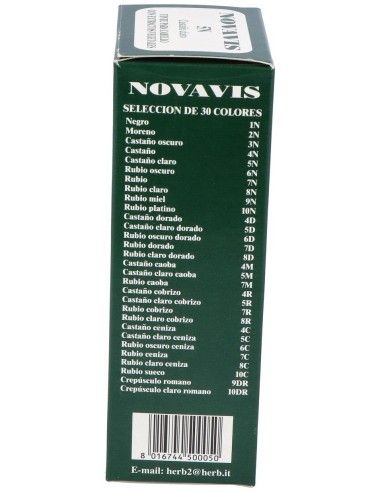 NOVAVIS
5N
Castaño claro
NOVAVIS
SELECCION DE 30 COLORES
Negro 1N
Moreno 2N
Castaño oscuro 3N
Castaño 4N
Castaño claro 5N
Rubio oscuro 6N
Rubio 7N
Rubio claro 8N
Rubio miel 9N
Rubio platino 10N
Castaño dorado 4D
Castaño claro dorado 5D
Rubio oscuro dorado 6D
Rubio dorado 7D
Rubio claro dorado 8D
Castaño caoba 4M
Castaño claro caoba 5M
Rubio caoba 7M
Castaño cobrizo 4R
Castaño claro cobrizo 5R
Rubio cobrizo 7R
Rubio claro cobrizo 8R
Castaño ceniza 4C
Castaño claro ceniza 5C
Rubio oscuro ceniza 6C
Rubio ceniza 7C
Rubio claro ceniza 8C
Rubio sueco 10C
Crepúsculo romano 9DR
Crepúsculo claro romano 10DR
8 016744 500050
E-mail: herb2@herb.it